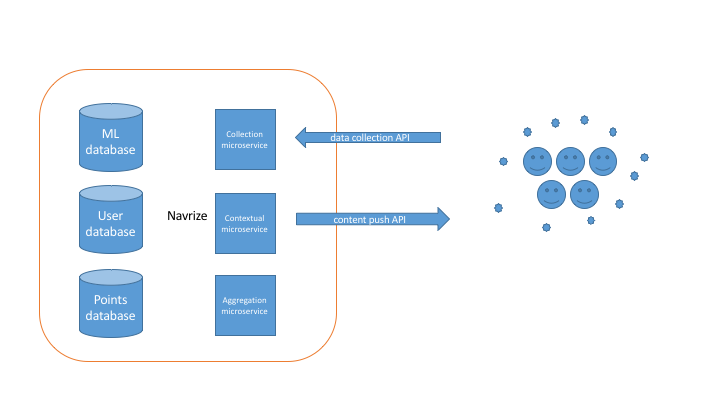 ML
database
Collection
microservice
data collection API
User
database
Navrize
Contextual
microservice
content push API
Points
database
Aggregation
microservice